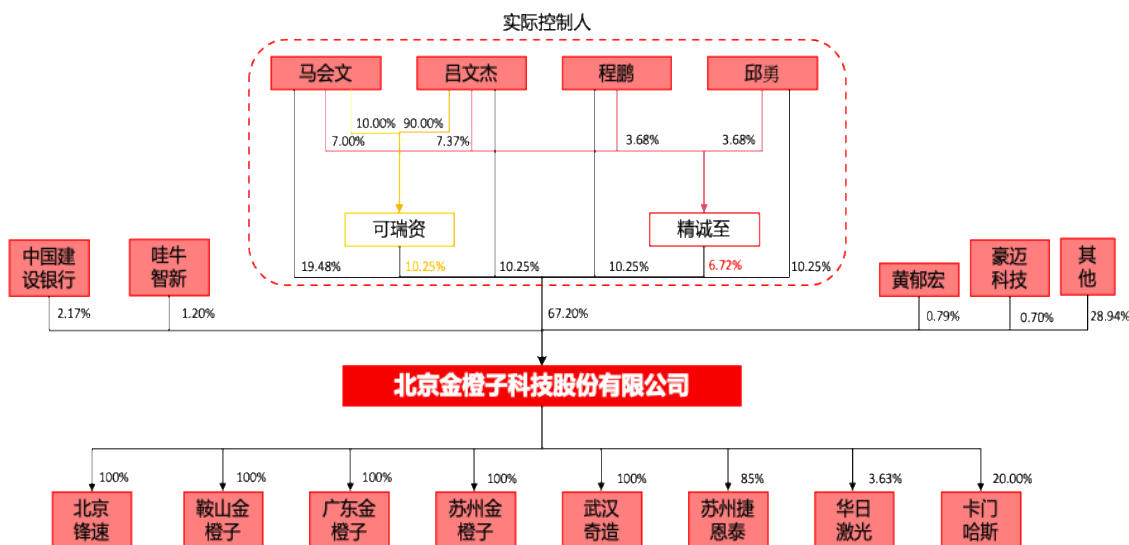 实际控制人
马会文
吕文杰
程鹏
邱勇
10.00%
90.00%
7.00%
7.37%
3.68%
3.68%
可瑞资
精诚至
中国建
设银行
哇牛
智新
19.48%
10.25%
10.25%
10.25%
6.72%
10.25%
黄郁宏
豪迈
科技
其
他
2.17%
1.20%
67.20%
0.79%
0.70%
28.94%
北京金橙子科技股份有限公司
100%
100%
100%
100%
100%
85%
3.63%
20.00%
北京
锋速
鞍山金
橙子
广东金
橙子
苏州金
橙子
武汉
奇造
苏州捷
恩泰
华日
激光
卡门
哈斯